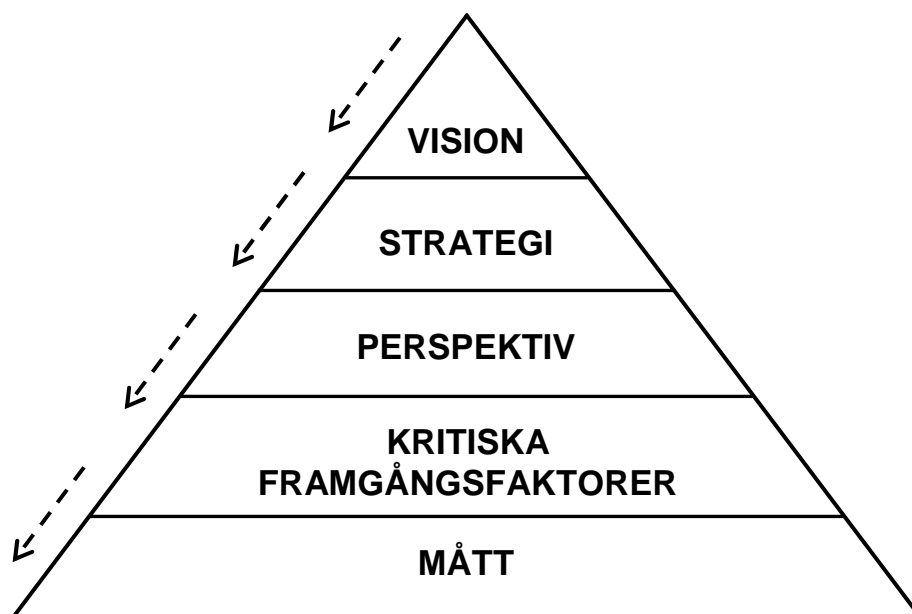 VISION
STRATEGI
PERSPEKTIV
KRITISKA
FRAMGÅNGSFAKTORER
MÅTT